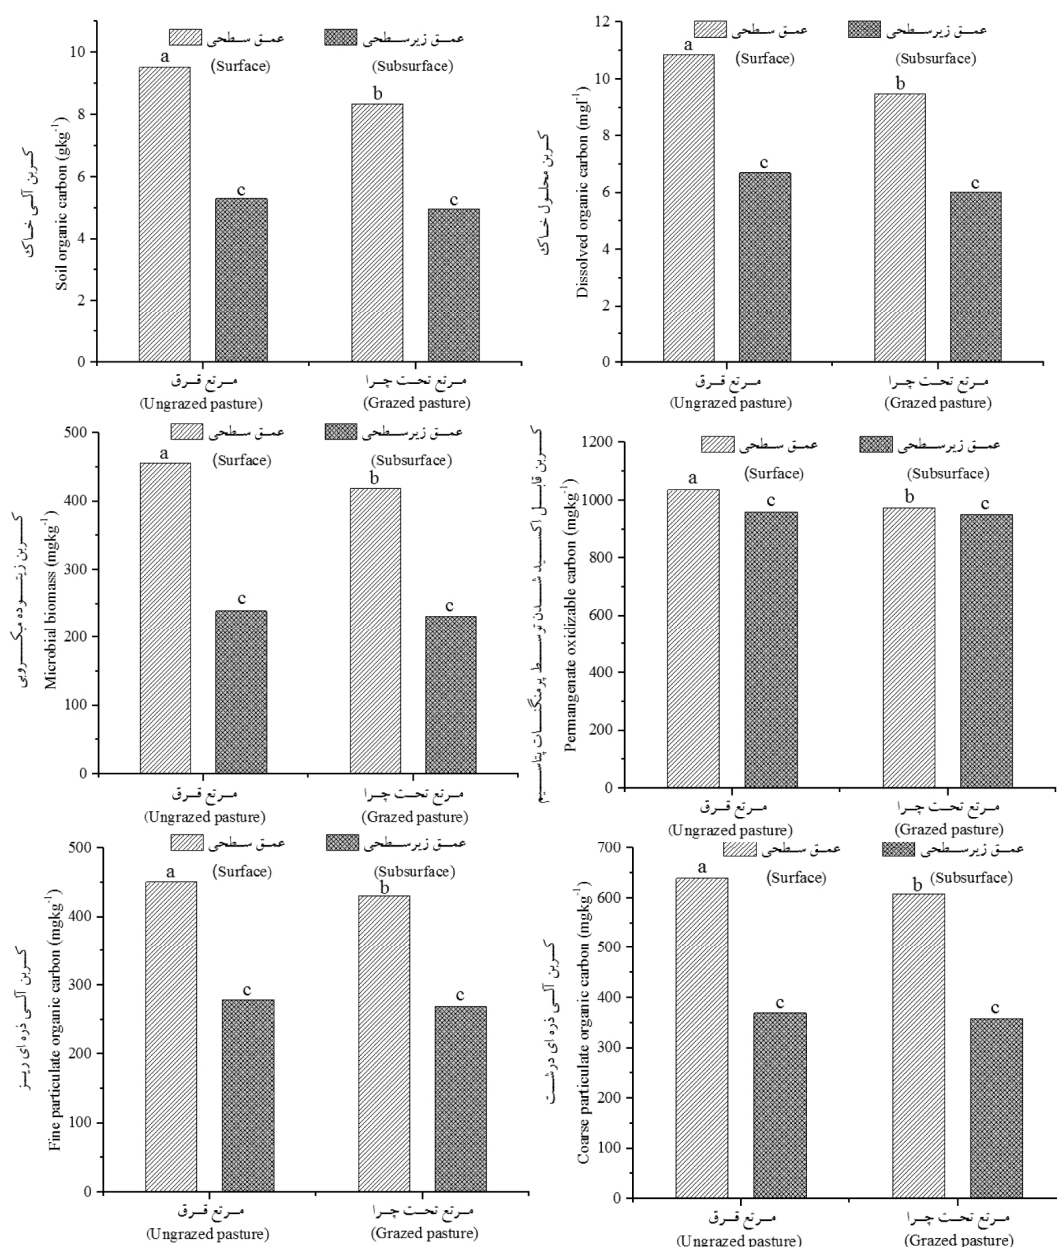 عمق سطحی
(Surface)
عمق زیرسطحی
(Subsurface)
کربن آلی خاک
Soil organic carbon (gkg-1)
10
8
6
4
2
0
a
c
b
c
مرتع قرق
(Ungrazed pasture)
مرتع تحت چرا
(Grazed pasture)
عمق سطحی
(Surface)
عمق زیرسطحی
(Subsurface)
کربن محلول خاک
Dissolved organic carbon (mgl-1)
12
10
8
6
4
2
0
a
c
b
c
مرتع قرق
(Ungrazed pasture)
مرتع تحت چرا
(Grazed pasture)
عمق سطحی
(Surface)
عمق زیرسطحی
(Subsurface)
کربن زیتوده میکروبی
Microbial biomass (mgkg-1)
500
400
300
200
100
0
a
c
b
c
مرتع قرق
(Ungrazed pasture)
مرتع تحت چرا
(Grazed pasture)
عمق سطحی
(Surface)
عمق زیرسطحی
(Subsurface)
کربن قابل اکسید شدن توسط پرمنگنات پتاسیم
Permangenate oxidizable carbon (mgkg-1)
1200
1000
800
600
400
200
0
a
c
b
c
مرتع قرق
(Ungrazed pasture)
مرتع تحت چرا
(Grazed pasture)
عمق سطحی
(Surface)
عمق زیرسطحی
(Subsurface)
کربن آلی ذره ای ریز
Fine particulate organic carbon (mgkg-1)
500
400
300
200
100
0
a
c
b
c
مرتع قرق
(Ungrazed pasture)
مرتع تحت چرا
(Grazed pasture)
عمق سطحی
(Surface)
عمق زیرسطحی
(Subsurface)
کربن آلی ذره ای درشت
Coarse particulate organic carbon (mgkg-1)
700
600
500
400
300
200
100
0
a
c
b
c
مرتع قرق
(Ungrazed pasture)
مرتع تحت چرا
(Grazed pasture)